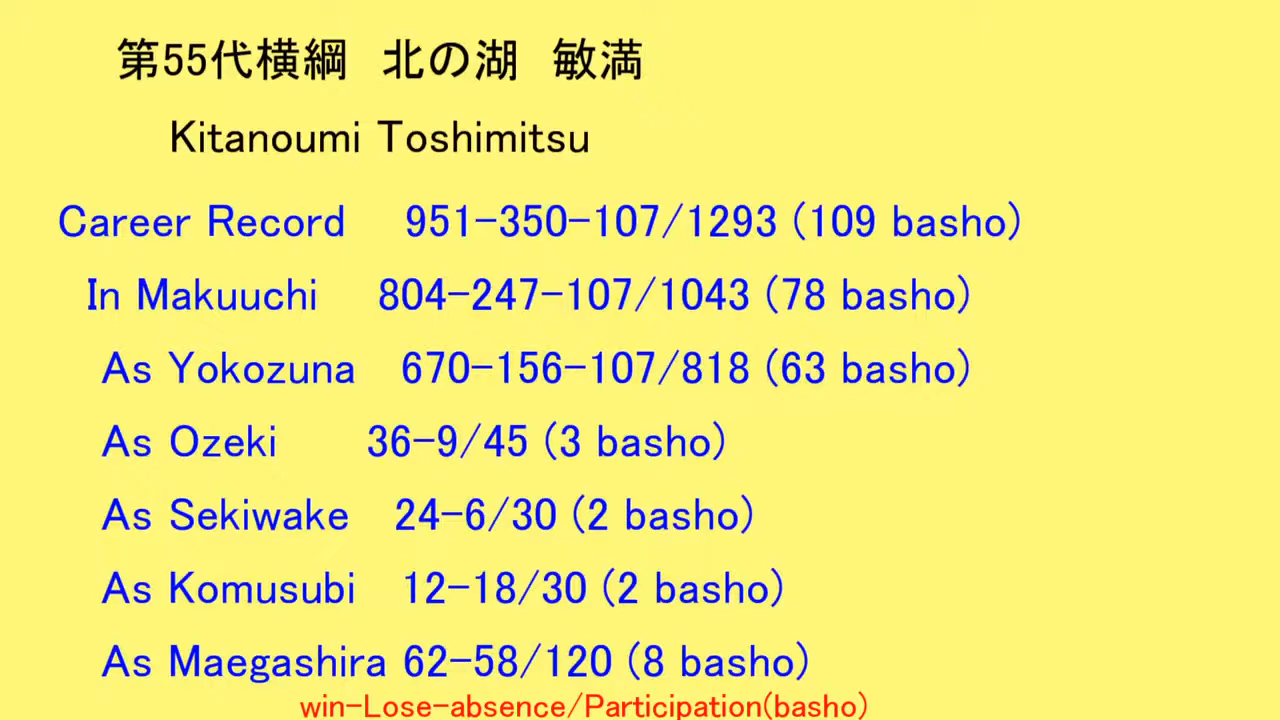 第55代横綱 北の湖 敏満
Kitanoumi Toshimitsu
Career Record 951-350-107/1293 (109 basho)
In Makuuchi 804-247-107/1043 (78 basho)
As Yokozuna 670-156-107/818 (63 basho)
As Ozeki 36-9/45 (3 basho)
As Sekiwake 24-6/30 (2 basho)
As Komusubi 12-18/30 (2 basho)
As Maegashira 62-58/120 (8 basho)
win-Lose-absence/Participation(basho)